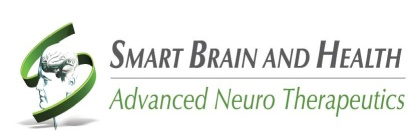 SMART BRAIN AND HEALTH
Advanced Neuro Therapeutics